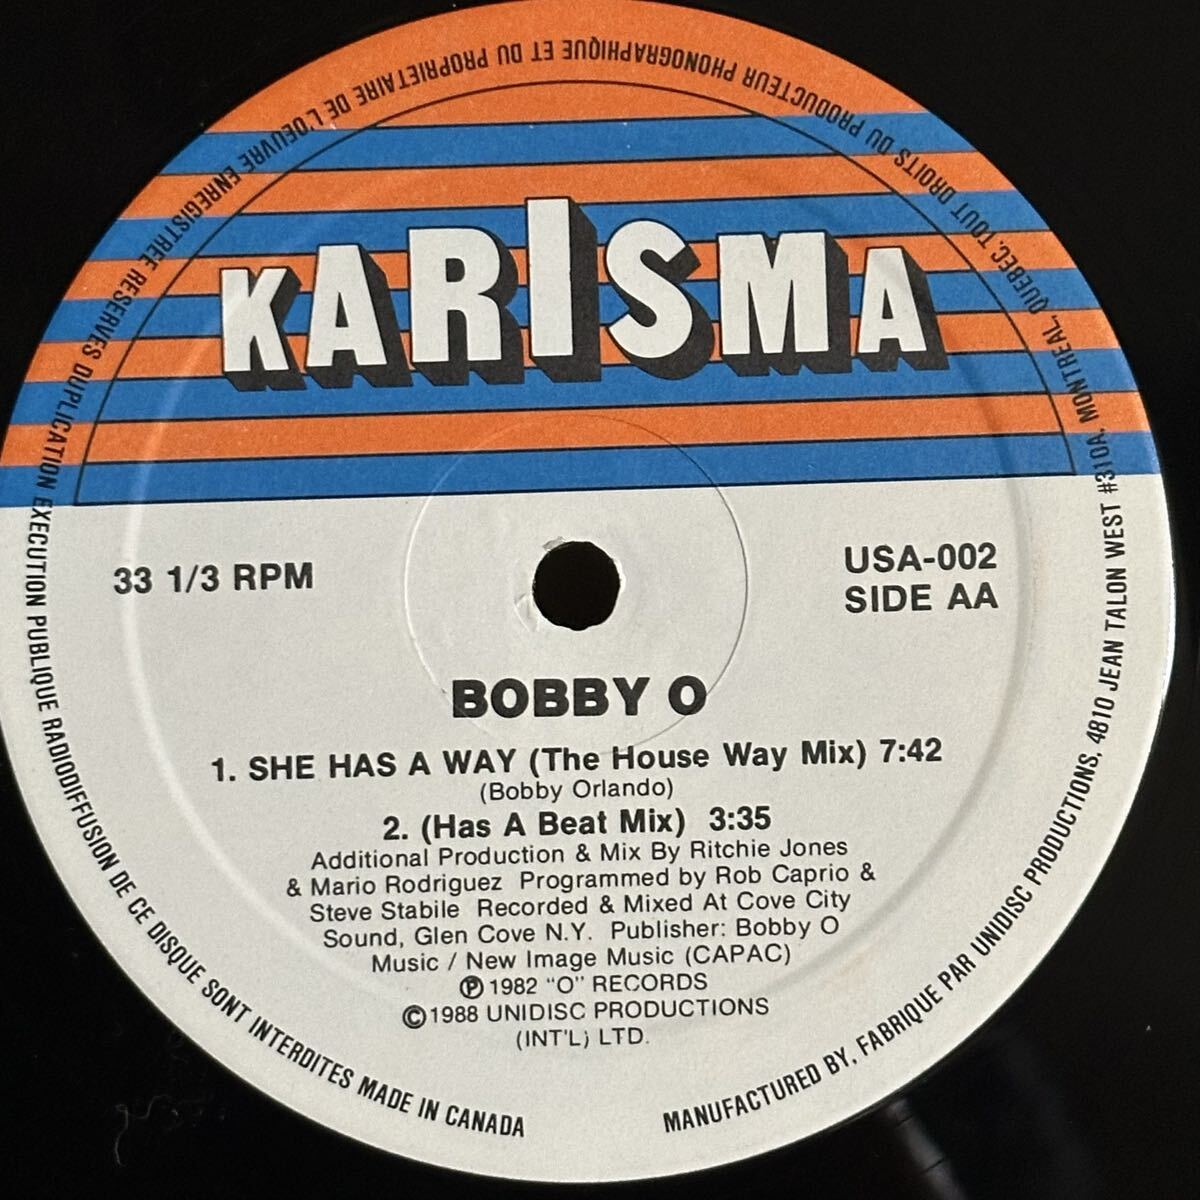 KARISMA
33 1/3 RPM
USA-002
SIDE AA
BOBBY O
1. SHE HAS A WAY (The House Way Mix) 7:42
(Bobby Orlando)
2. (Has A Beat Mix) 3:35
Additional Production & Mix By Ritchie Jones
& Mario Rodriguez Programmed by Rob Caprio &
Steve Stabile Recorded & Mixed At Cove City
Sound, Glen Cove N.Y. Publisher: Bobby O
Music / New Image Music (CAPAC)
Ⓟ 1982 "O" RECORDS
©1988 UNIDISC PRODUCTIONS
(INT'L) LTD.
MANUFACTURED BY, FABRIQUE PAR UNIDISC PRODUCTIONS, 4810 JEAN TALON WEST #310A, MONTREAL, QUEBEC, TOUT DROITS DU PRODUCTEUR PHONOGRAPHIQUE ET DU PROPRIETAIRE DE L'OEUVRE ENREGISTREE RESERVES DUPLICATION EXECUTION PUBLIQUE RADIODIFFUSION DE CE DISQUE SONT INTERDITES MADE IN CANADA